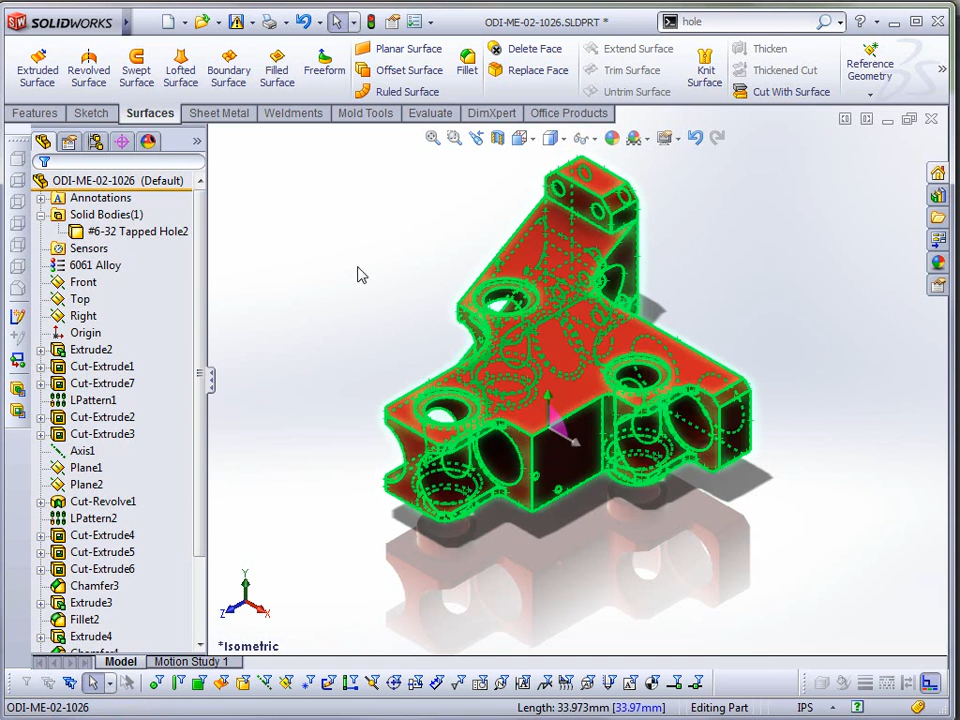 SOLIDWORKS
ODI-ME-02-1026.SLDPRT *
hole
Extruded Surface
Revolved Surface
Swept Surface
Lofted Surface
Boundary Surface
Filled Surface
Freeform
Planar Surface
Offset Surface
Ruled Surface
Fillet
Delete Face
Replace Face
Extend Surface
Trim Surface
Untrim Surface
Knit Surface
Thicken
Thickened Cut
Cut With Surface
Reference Geometry
Features
Sketch
Surfaces
Sheet Metal
Weldments
Mold Tools
Evaluate
DimXpert
Office Products
ODI-ME-02-1026 (Default)
Annotations
Solid Bodies(1)
#6-32 Tapped Hole2
Sensors
6061 Alloy
Front
Top
Right
Origin
Extrude2
Cut-Extrude1
Cut-Extrude7
LPattern1
Cut-Extrude2
Cut-Extrude3
Axis1
Plane1
Plane2
Cut-Revolve1
LPattern2
Cut-Extrude4
Cut-Extrude5
Cut-Extrude6
Chamfer3
Extrude3
Fillet2
Extrude4
Y
Z
X
*Isometric
Model
Motion Study 1
ODI-ME-02-1026
Length: 33.973mm [33.97mm]
Editing Part
IPS